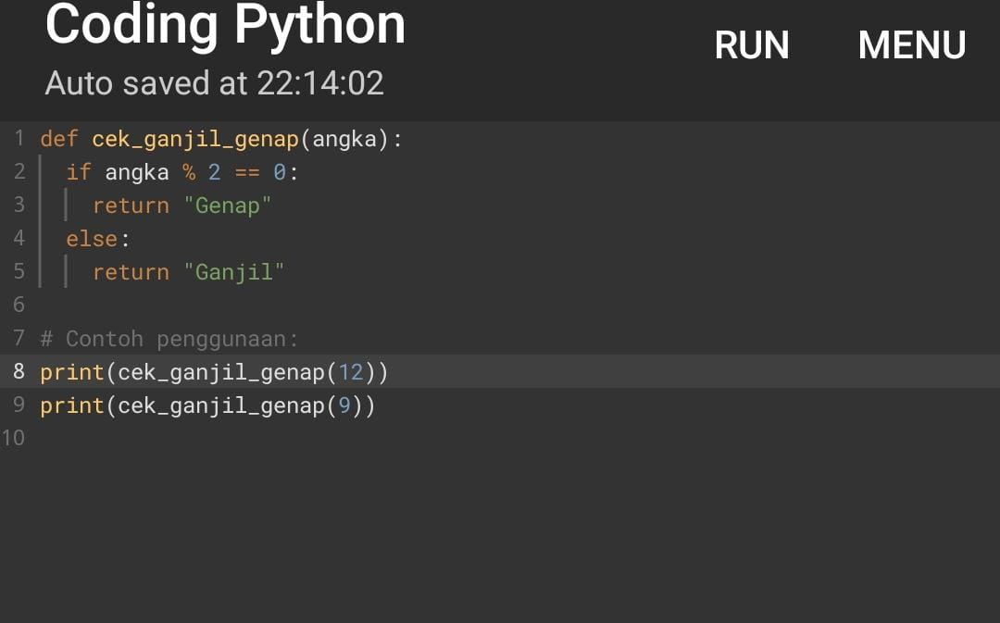 Coding Python
RUN MENU
Auto saved at 22:14:02
1 def cek_ganjil_genap(angka):
2 if angka % 2 == 0:
3 return "Genap"
4 else:
5 return "Ganjil"
6
7 # Contoh penggunaan:
8 print(cek_ganjil_genap(12))
9 print(cek_ganjil_genap(9))
10